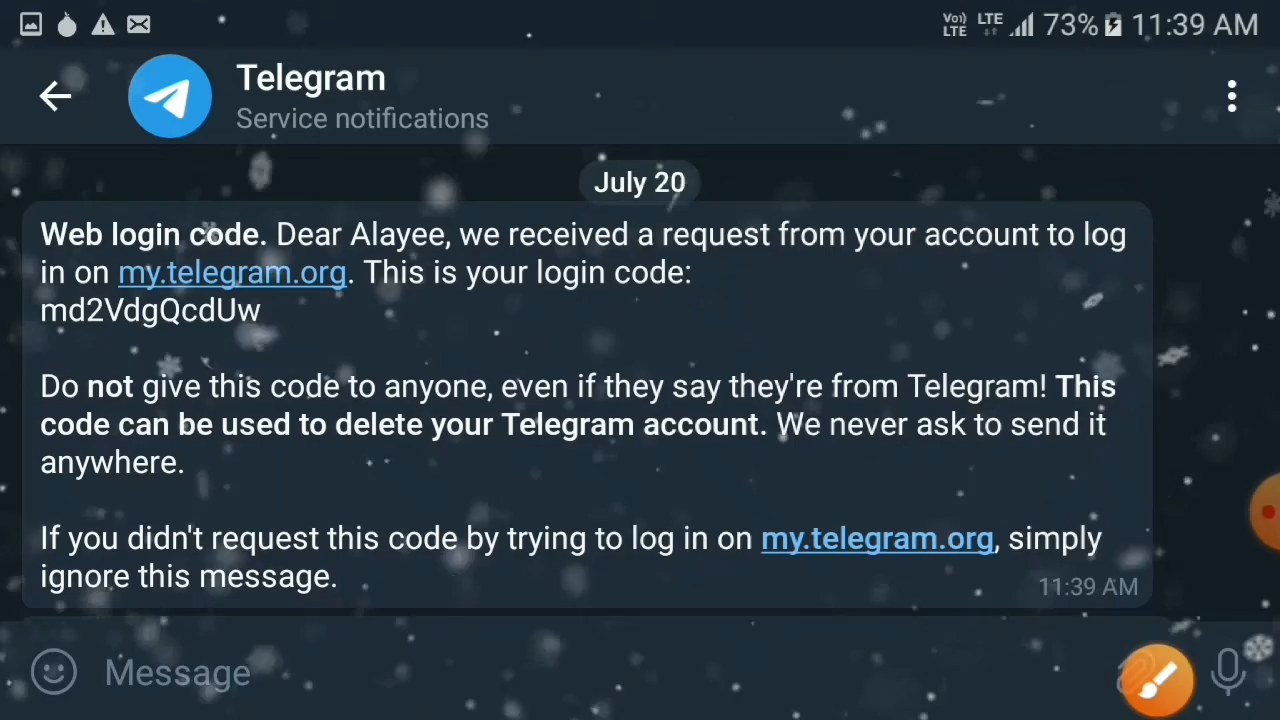 Voi) LTE LTE 73% 11:39 AM
Telegram
Service notifications
July 20
Web login code. Dear Alayee, we received a request from your account to log
in on my.telegram.org. This is your login code:
md2VdgQcdUw
Do not give this code to anyone, even if they say they're from Telegram! This
code can be used to delete your Telegram account. We never ask to send it
anywhere.
If you didn't request this code by trying to log in on my.telegram.org, simply
ignore this message.
11:39 AM
Message